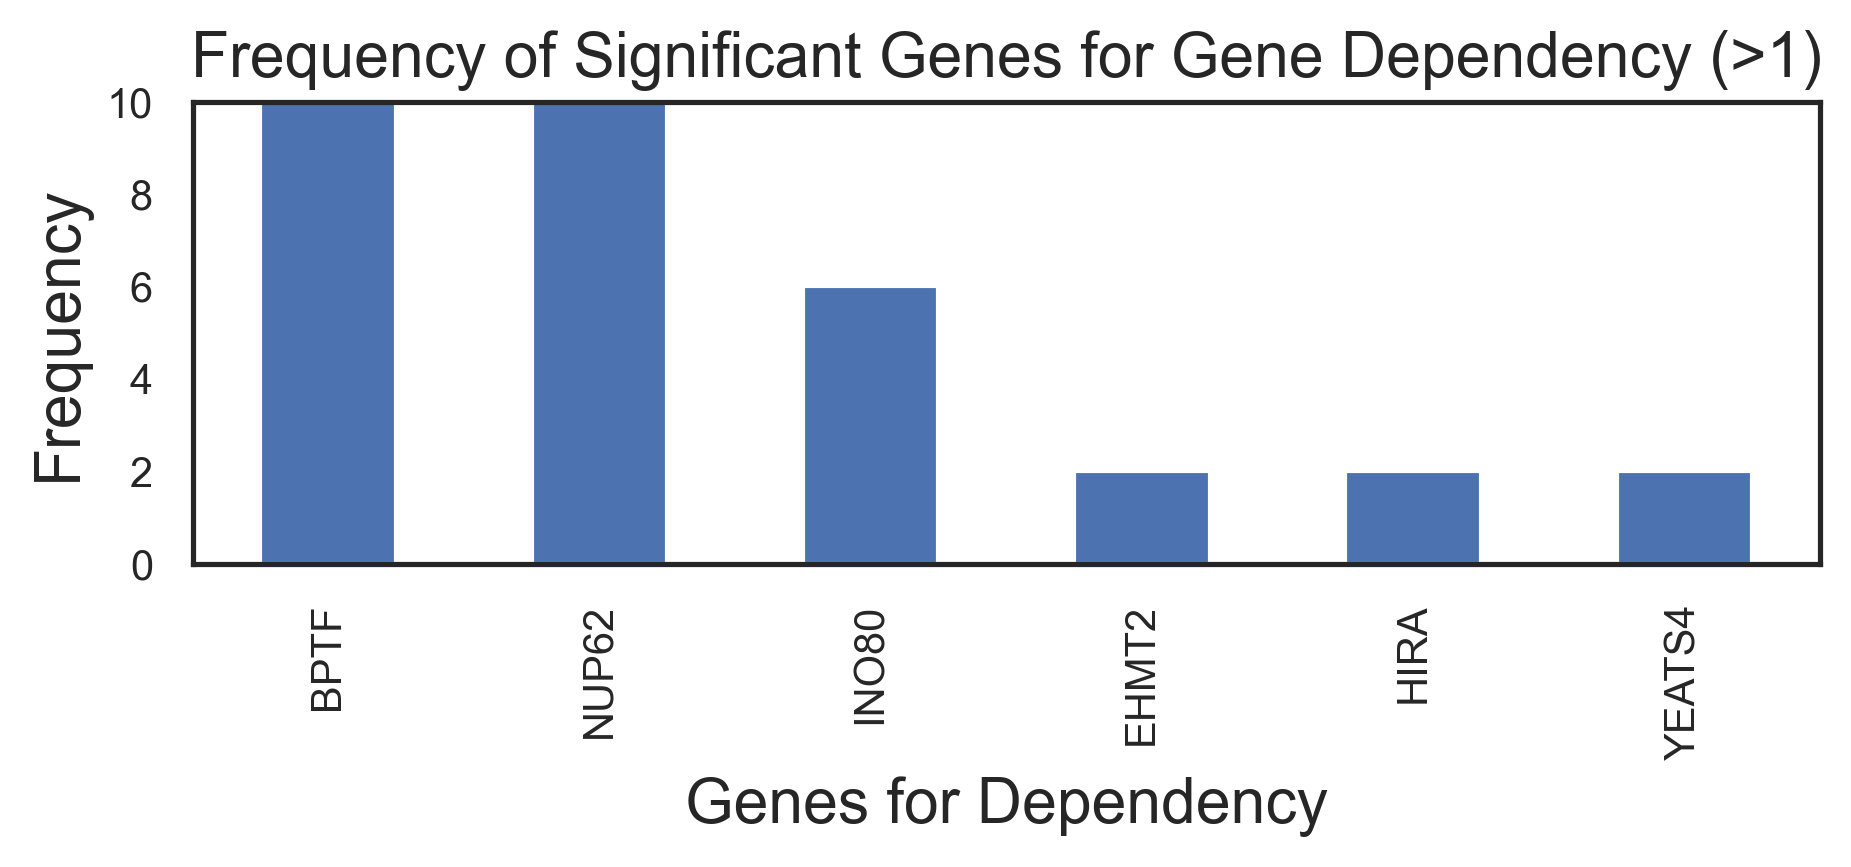 Frequency of Significant Genes for Gene Dependency (>1)
10
8
6
4
2
0
Frequency
BPTF
NUP62
INO80
EHMT2
HIRA
YEATS4
Genes for Dependency